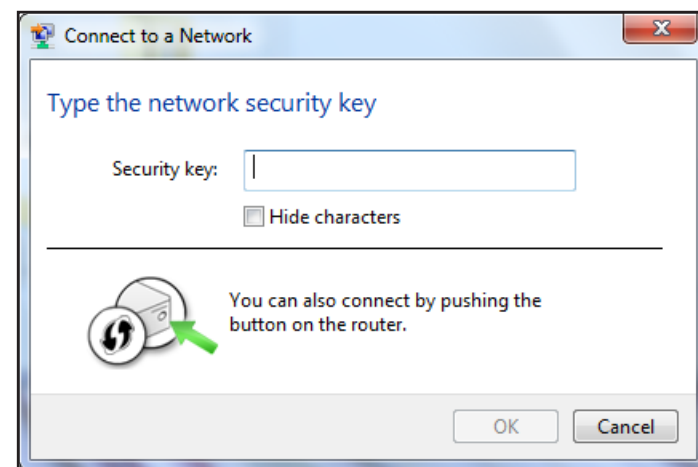 Connect to a Network
Type the network security key
Security key:
Hide characters
You can also connect by pushing the
button on the router.
OK
Cancel